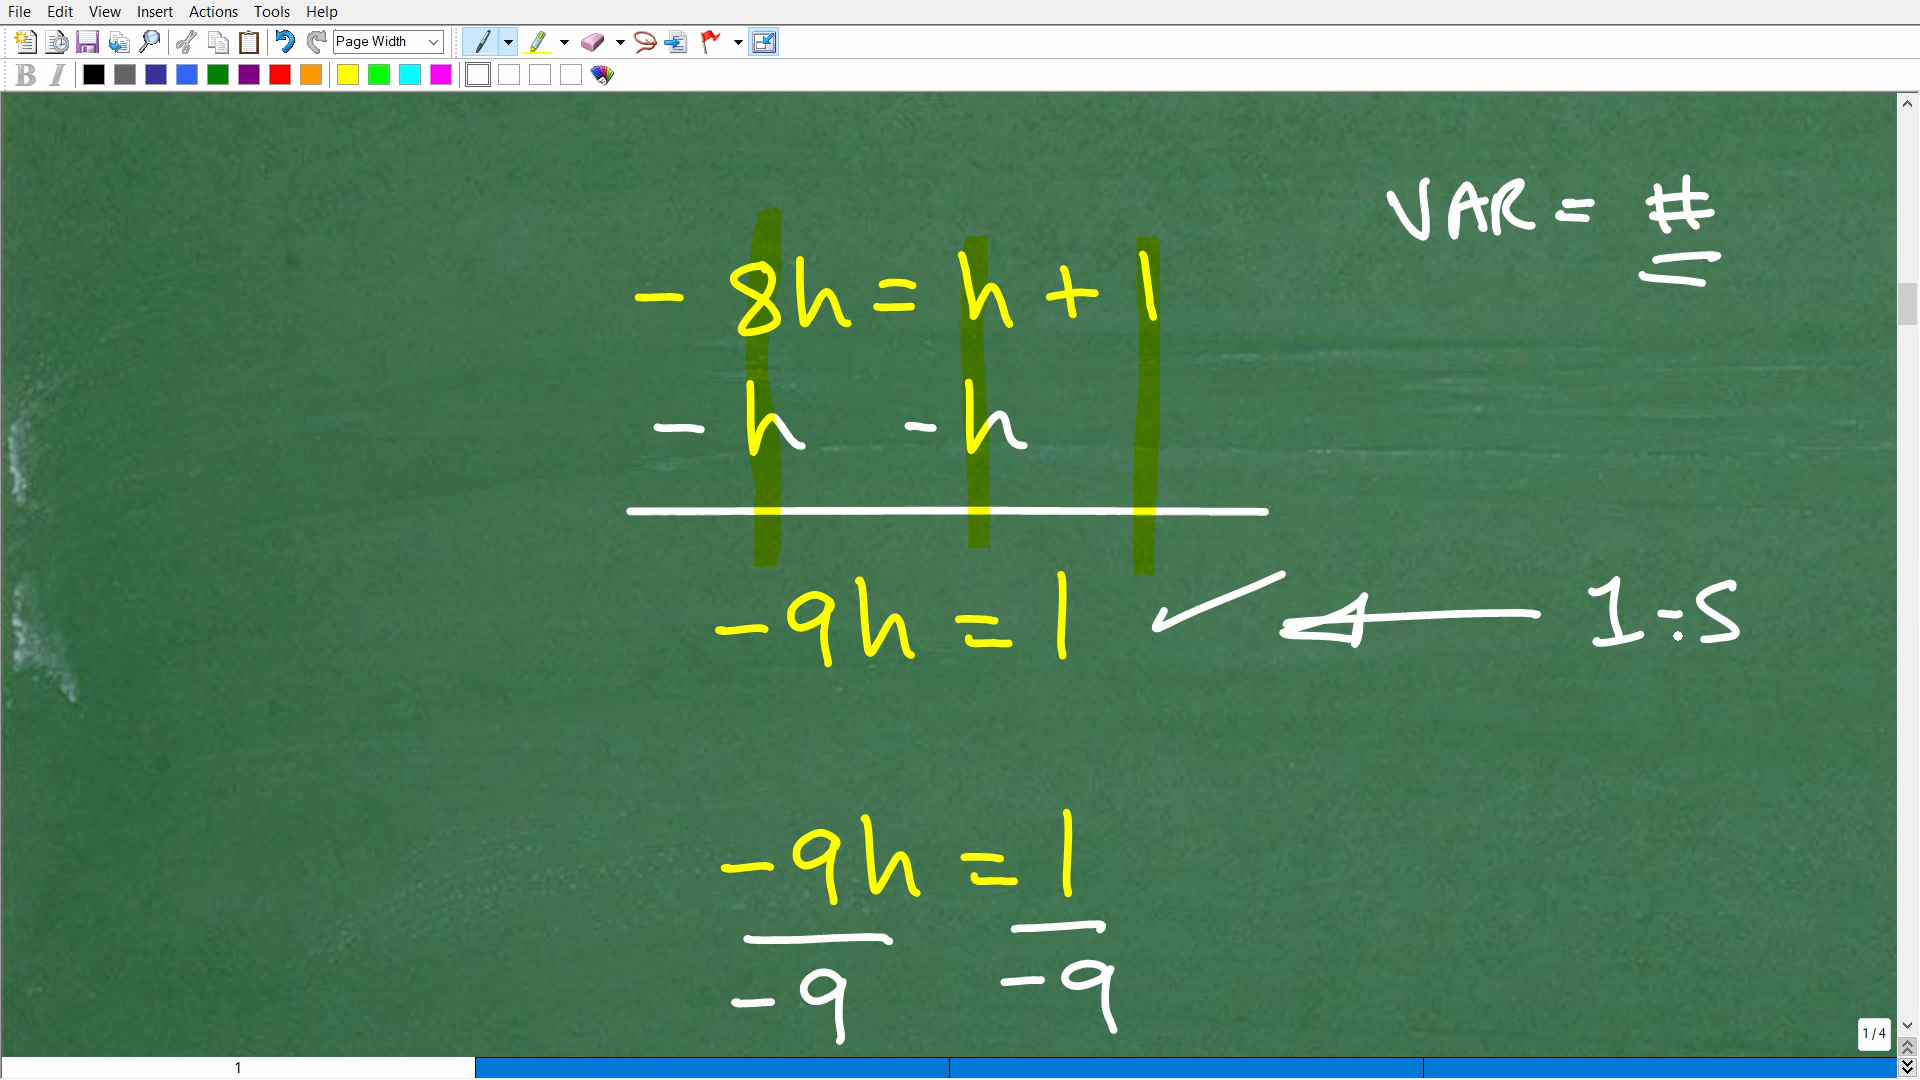 File Edit View Insert Actions Tools Help
Page Width
B I
VAR = #
- 8h = h + 1
- h - h
- 9h = 1
1-S
- 9h = 1
-9 -9
1 / 4
1